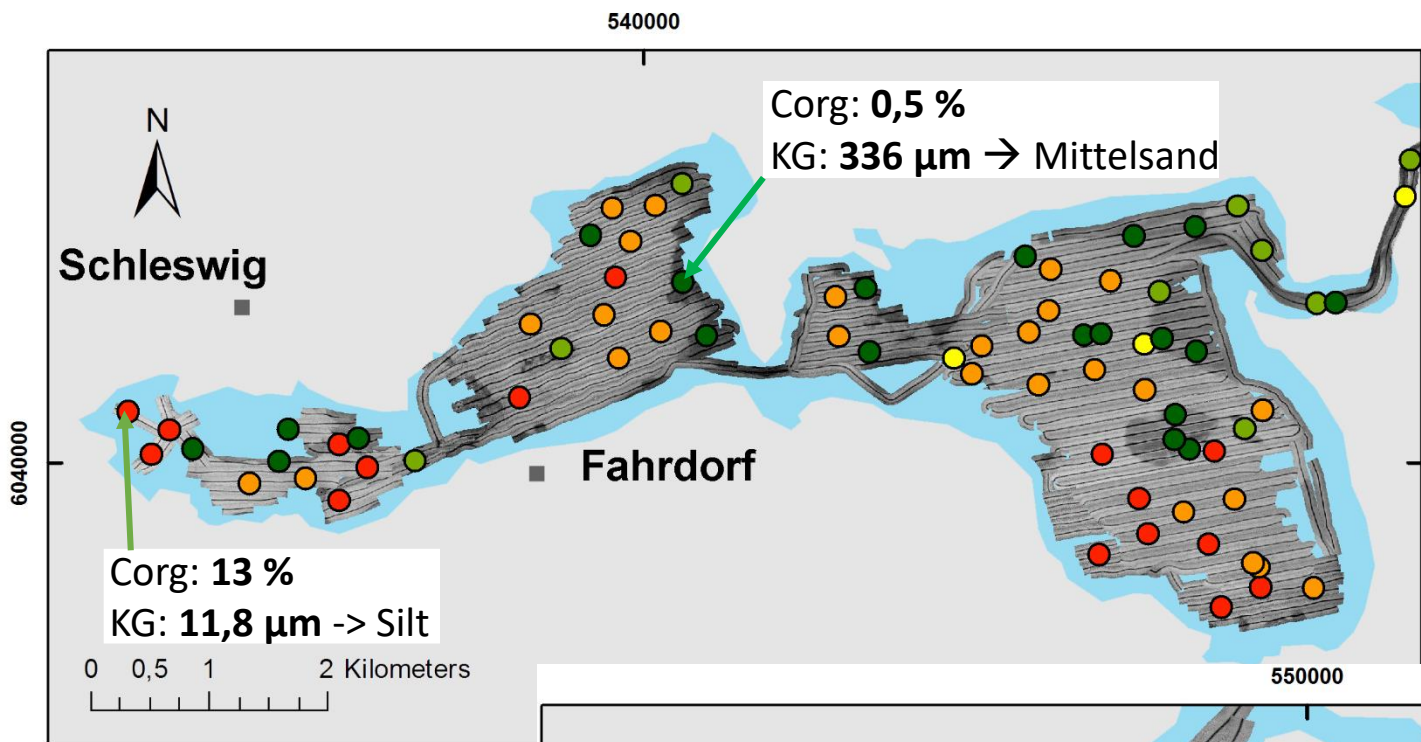 540000
Corg: 0,5 %
KG: 336 µm → Mittelsand
N
Schleswig
6040000
Fahrdorf
Corg: 13 %
KG: 11,8 µm -> Silt
0 0,5 1 2 Kilometers
550000